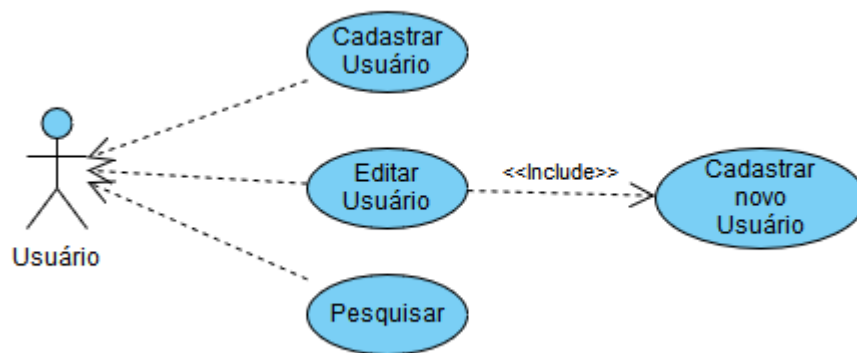 Cadastrar
Usuário
Editar
Usuário
<<Include>>
Cadastrar
novo
Usuário
Usuário
Pesquisar